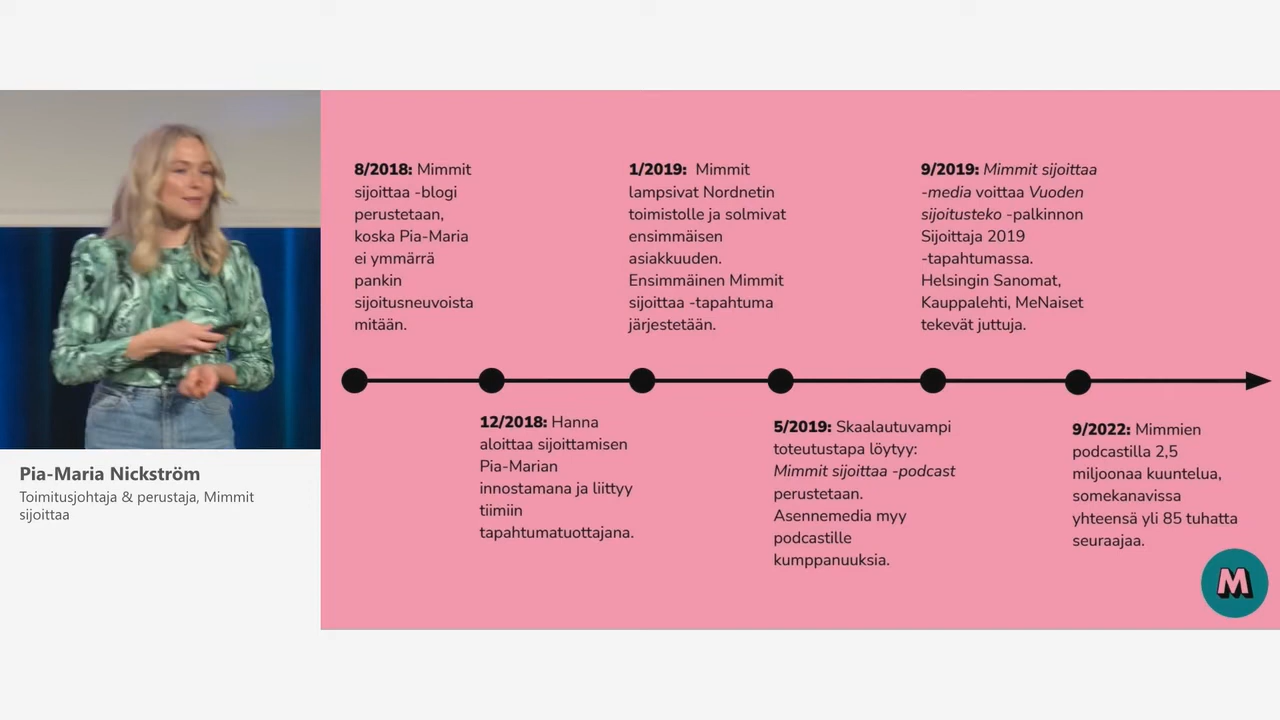 8/2018: Mimmit
sijoittaa -blogi
perustetaan,
koska Pia-Maria
ei ymmärrä
pankin
sijoitusneuvoista
mitään.
1/2019: Mimmit
lampsivat Nordnetin
toimistolle ja solmivat
ensimmäisen
asiakkuuden.
Ensimmäinen Mimmit
sijoittaa -tapahtuma
järjestetään.
9/2019: Mimmit sijoittaa
-media voittaa Vuoden
sijoitusteko -palkinnon
Sijoittaja 2019
-tapahtumassa.
Helsingin Sanomat,
Kauppalehti, MeNaiset
tekevät juttuja.
12/2018: Hanna
aloittaa sijoittamisen
Pia-Marian
innostamana ja liittyy
tiimiin
tapahtumatuottajana.
5/2019: Skaalautuvampi
toteutustapa löytyy:
Mimmit sijoittaa -podcast
perustetaan.
Asennemedia myy
podcastille
kumppanuuksia.
9/2022: Mimmien
podcastilla 2,5
miljoonaa kuuntelua,
somekanavissa
yhteensä yli 85 tuhatta
seuraajaa.
M
Pia-Maria Nickström
Toimitusjohtaja & perustaja, Mimmit
sijoittaa